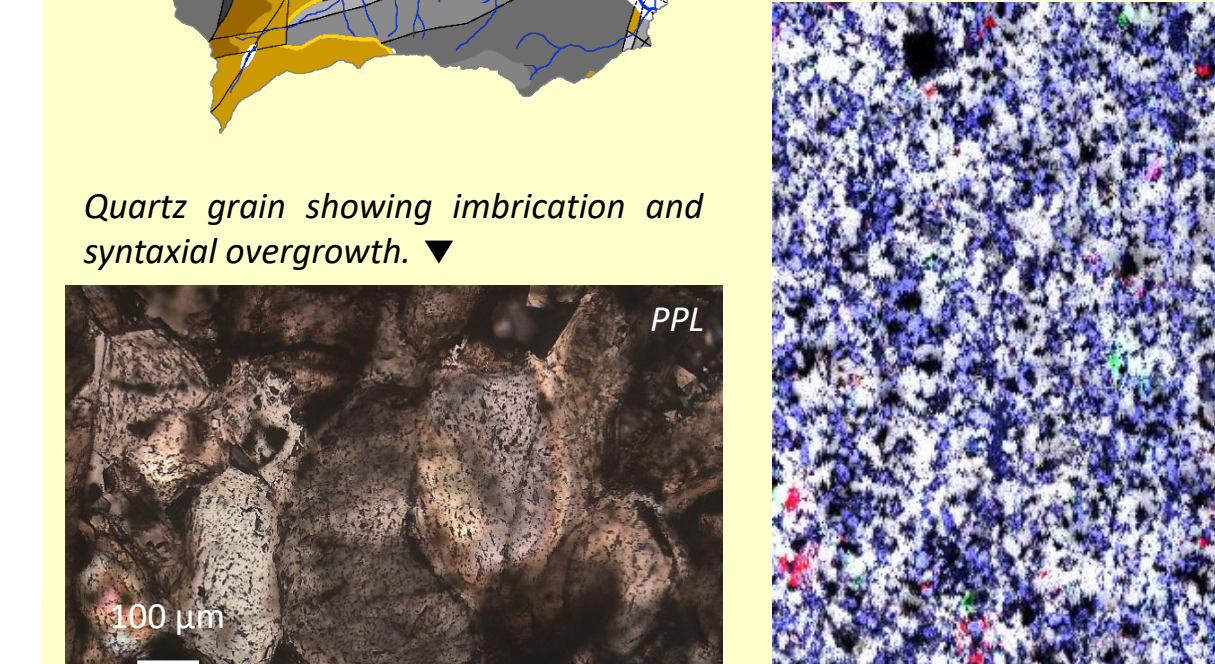 Quartz grain showing imbrication and
syntaxial overgrowth. ▼
PPL
100 µm